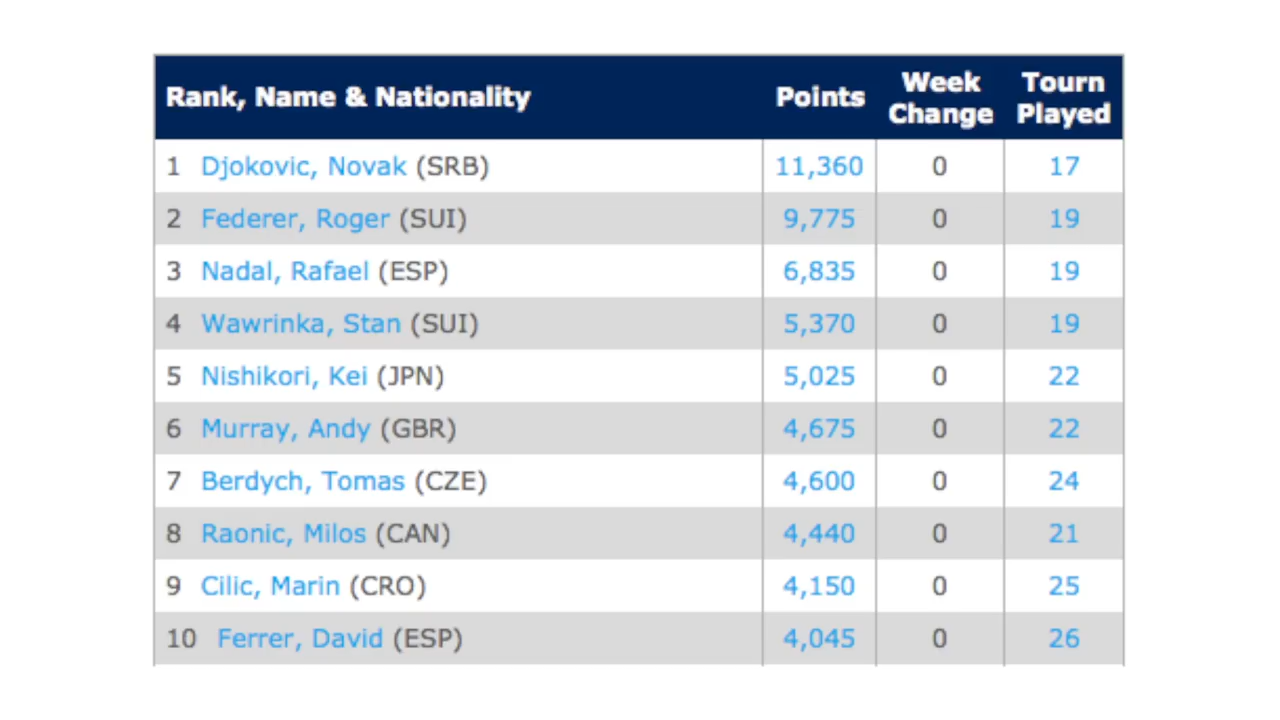 Rank, Name & Nationality Points Week Change Tourn Played
1 Djokovic, Novak (SRB) 11,360 0 17
2 Federer, Roger (SUI) 9,775 0 19
3 Nadal, Rafael (ESP) 6,835 0 19
4 Wawrinka, Stan (SUI) 5,370 0 19
5 Nishikori, Kei (JPN) 5,025 0 22
6 Murray, Andy (GBR) 4,675 0 22
7 Berdych, Tomas (CZE) 4,600 0 24
8 Raonic, Milos (CAN) 4,440 0 21
9 Cilic, Marin (CRO) 4,150 0 25
10 Ferrer, David (ESP) 4,045 0 26